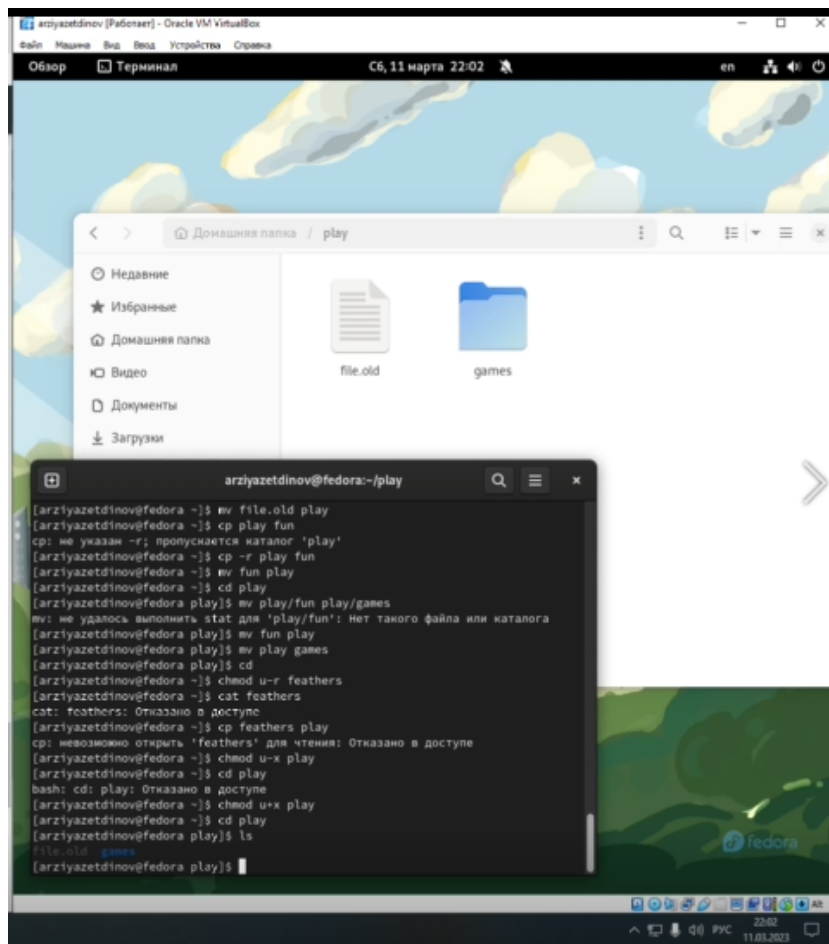 arziyazetdinov [Работает] - Oracle VM VirtualBox
Файл Машина Вид Ввод Устройства Справка
Обзор Терминал Сб, 11 марта 22:02 en
Домашняя папка / play
Недавние
Избранные
Домашняя папка
Видео
Документы
Загрузки
file.old games
arziyazetdinov@fedora:~/play
[arziyazetdinov@fedora ~]$ mv file.old play
[arziyazetdinov@fedora ~]$ cp play fun
cp: не указан -r; пропускается каталог 'play'
[arziyazetdinov@fedora ~]$ cp -r play fun
[arziyazetdinov@fedora ~]$ mv fun play
[arziyazetdinov@fedora ~]$ cd play
[arziyazetdinov@fedora play]$ mv play/fun play/games
mv: не удалось выполнить stat для 'play/fun': Нет такого файла или каталога
[arziyazetdinov@fedora play]$ mv fun play
[arziyazetdinov@fedora play]$ mv play games
[arziyazetdinov@fedora play]$ cd
[arziyazetdinov@fedora ~]$ chmod u-r feathers
[arziyazetdinov@fedora ~]$ cat feathers
cat: feathers: Отказано в доступе
[arziyazetdinov@fedora ~]$ cp feathers play
cp: невозможно открыть 'feathers' для чтения: Отказано в доступе
[arziyazetdinov@fedora ~]$ chmod u-x play
[arziyazetdinov@fedora ~]$ cd play
bash: cd: play: Отказано в доступе
[arziyazetdinov@fedora ~]$ chmod u+x play
[arziyazetdinov@fedora ~]$ cd play
[arziyazetdinov@fedora play]$ ls
file.old games
[arziyazetdinov@fedora play]$
fedora
Alt
РУС 22:02
11.03.2023